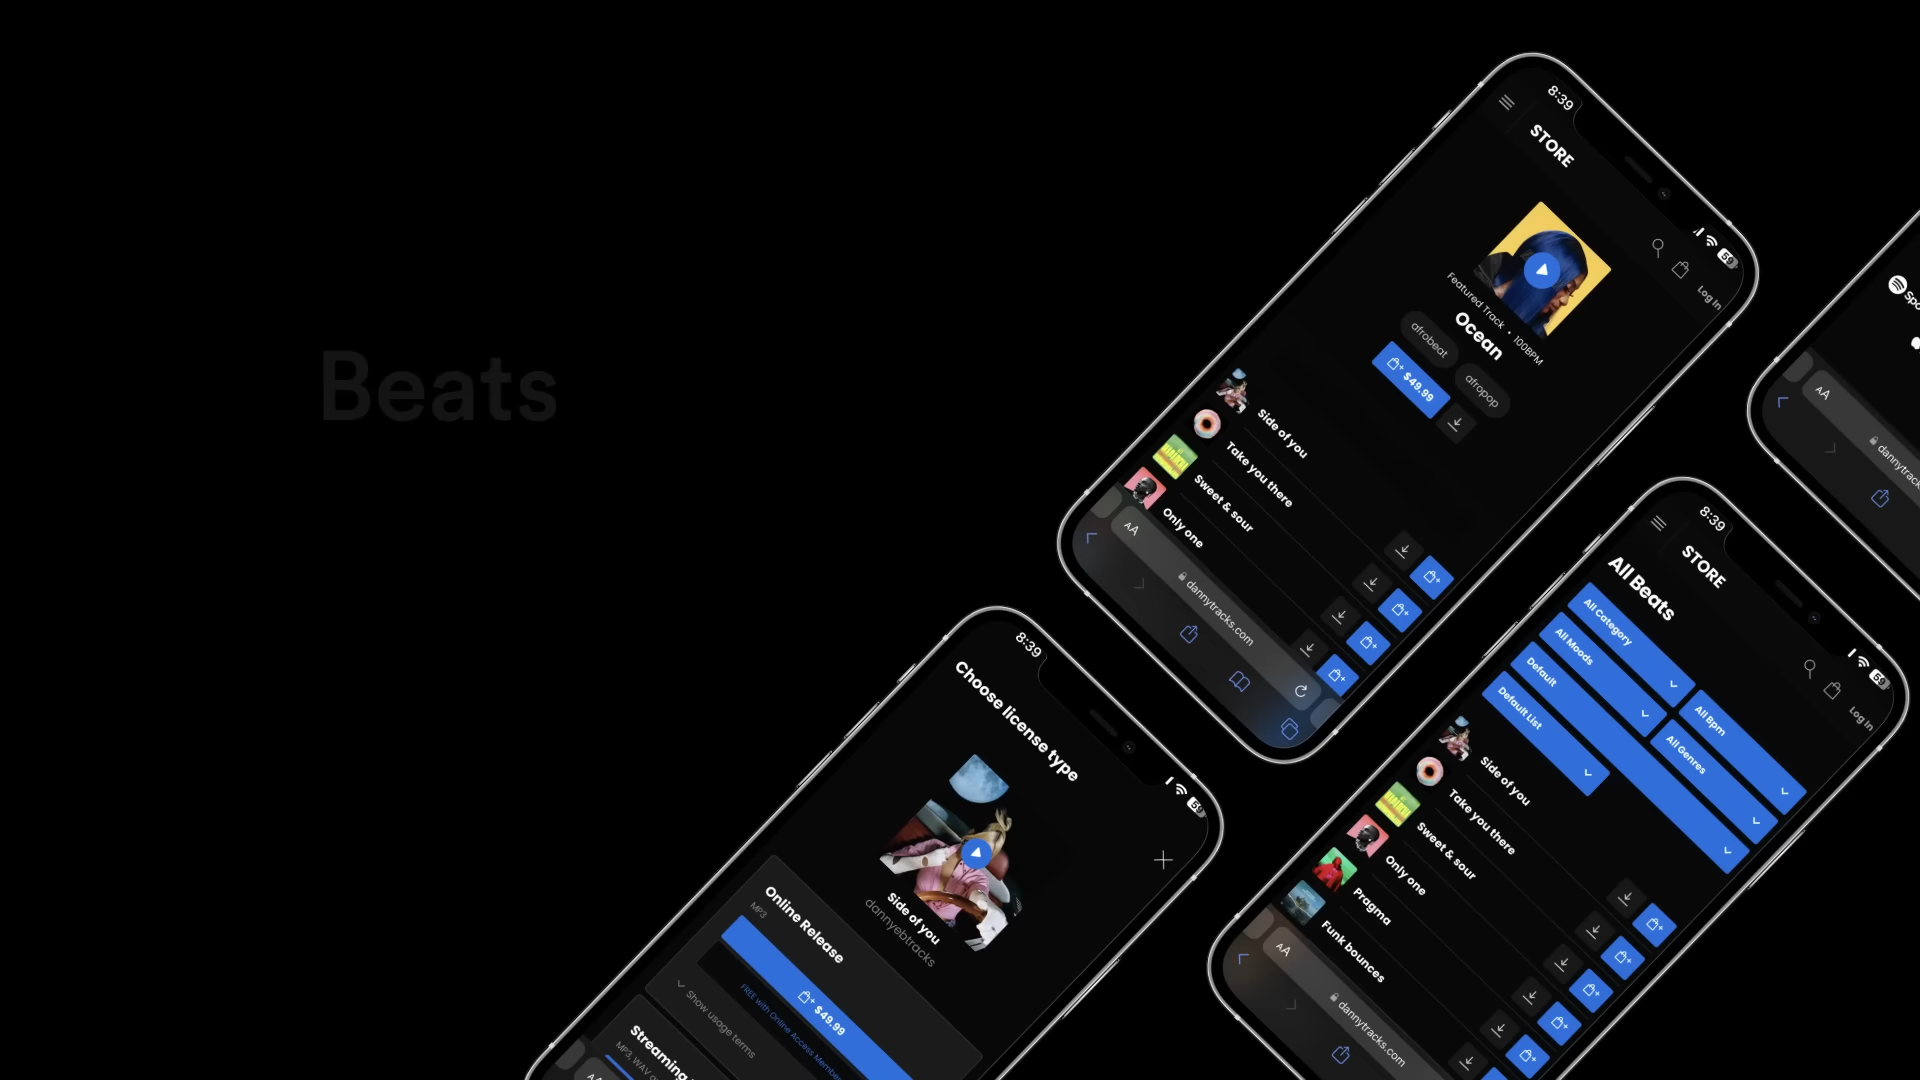 Beats
8:39
STORE
Log In
Featured Track • 100BPM
Ocean
afrobeat
afropop
$49.99
Side of you
Take you there
Sweet & sour
Only one
AA
dannytracks.com
AA
dannytracks
8:39
STORE
Log In
All Beats
All Category
All Bpm
All Moods
All Genres
Default
Default List
Side of you
Take you there
Sweet & sour
Only one
Pragma
Funk bounces
AA
dannytracks.com
8:39
Choose license type
Side of you
dannyebtracks
Online Release
MP3
$49.99
FREE with Online Access
Show usage terms
Streaming
MP3, WAV
AA